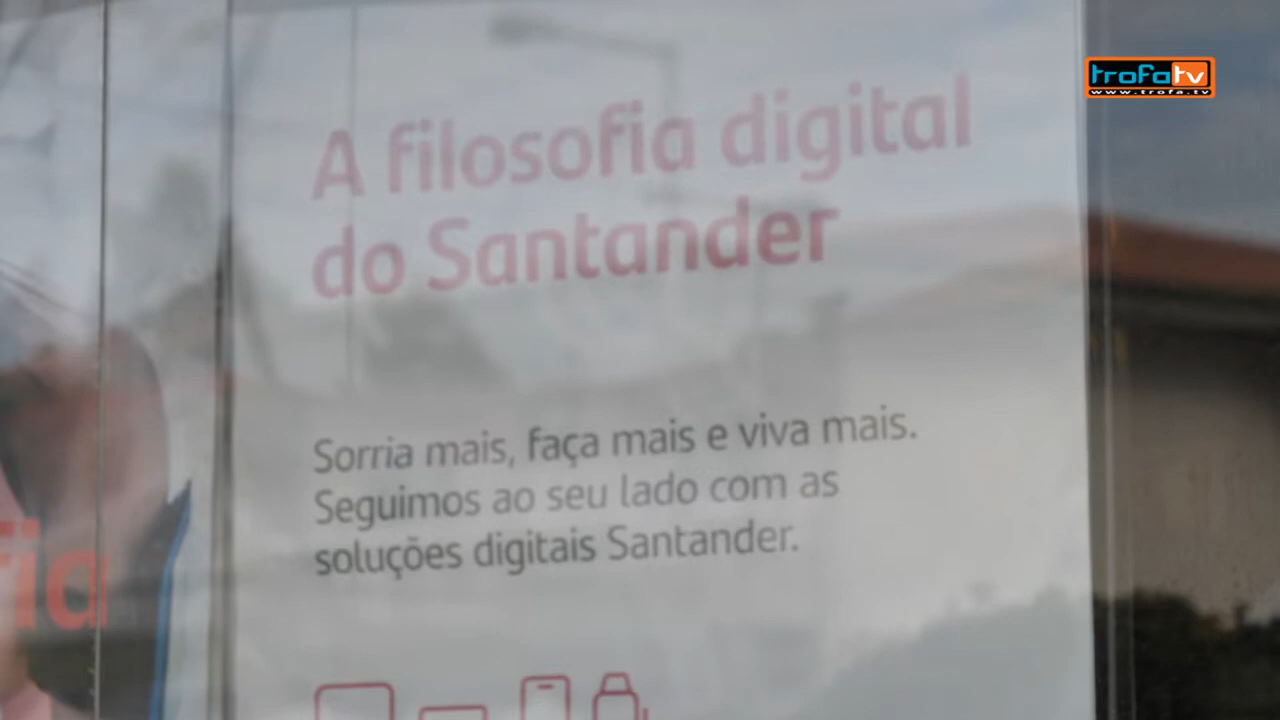 trofatv
www.trofa.tv
A filosofia digital
do Santander
Sorria mais, faça mais e viva mais.
Seguimos ao seu lado com as
soluções digitais Santander.
fia